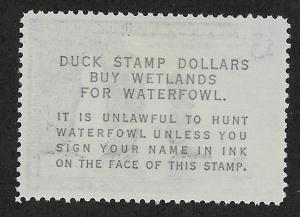 DUCK STAMP DOLLARS
BUY WETLANDS
FOR WATERFOWL.
IT IS UNLAWFUL TO HUNT
WATERFOWL UNLESS YOU
SIGN YOUR NAME IN INK
ON THE FACE OF THIS STAMP.